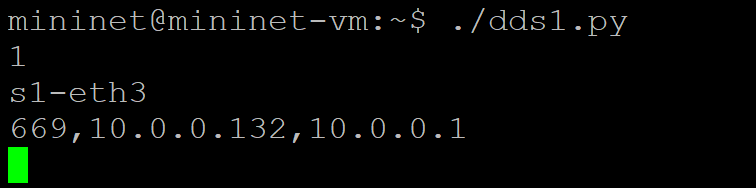 mininet@mininet-vm:~$ ./dds1.py
1
s1-eth3
669,10.0.0.132,10.0.0.1